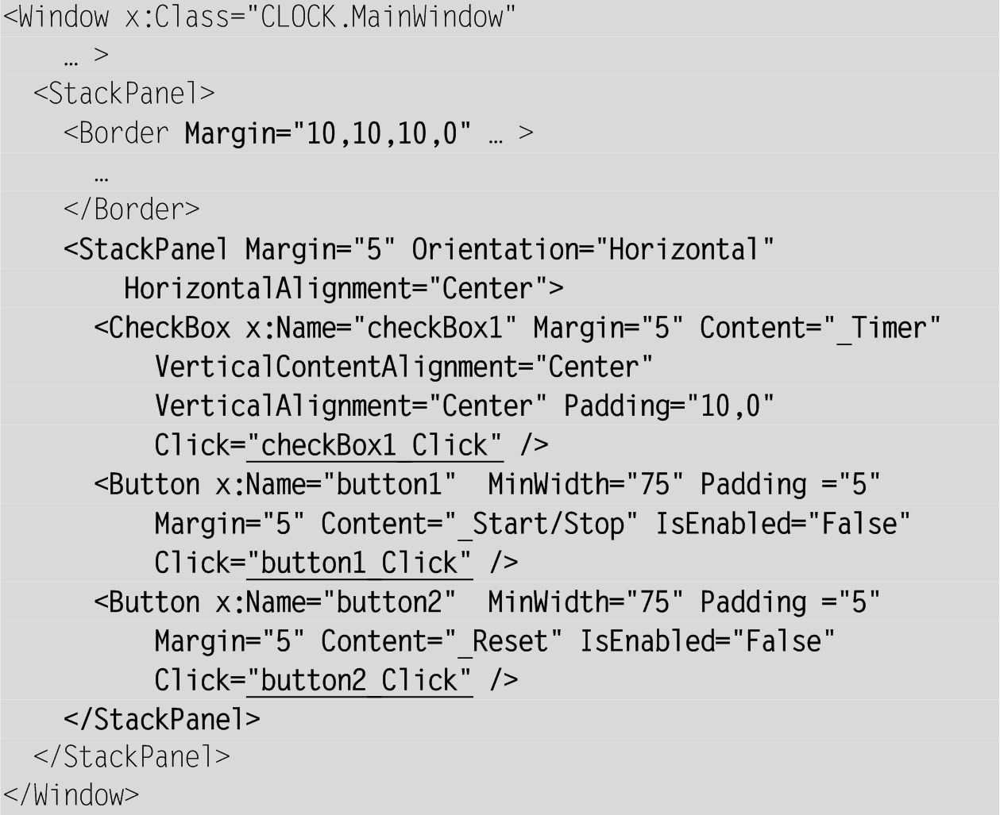 <Window x:Class="CLOCK.MainWindow"
    … >
  <StackPanel>
    <Border Margin="10,10,10,0" … >
      …
    </Border>
    <StackPanel Margin="5" Orientation="Horizontal"
        HorizontalAlignment="Center">
      <CheckBox x:Name="checkBox1" Margin="5" Content="_Timer"
          VerticalContentAlignment="Center"
          VerticalAlignment="Center" Padding="10,0"
          Click="checkBox1_Click" />
      <Button x:Name="button1"  MinWidth="75" Padding ="5"
          Margin="5" Content="_Start/Stop" IsEnabled="False"
          Click="button1_Click" />
      <Button x:Name="button2"  MinWidth="75" Padding ="5"
          Margin="5" Content="_Reset" IsEnabled="False"
          Click="button2_Click" />
    </StackPanel>
  </StackPanel>
</Window>